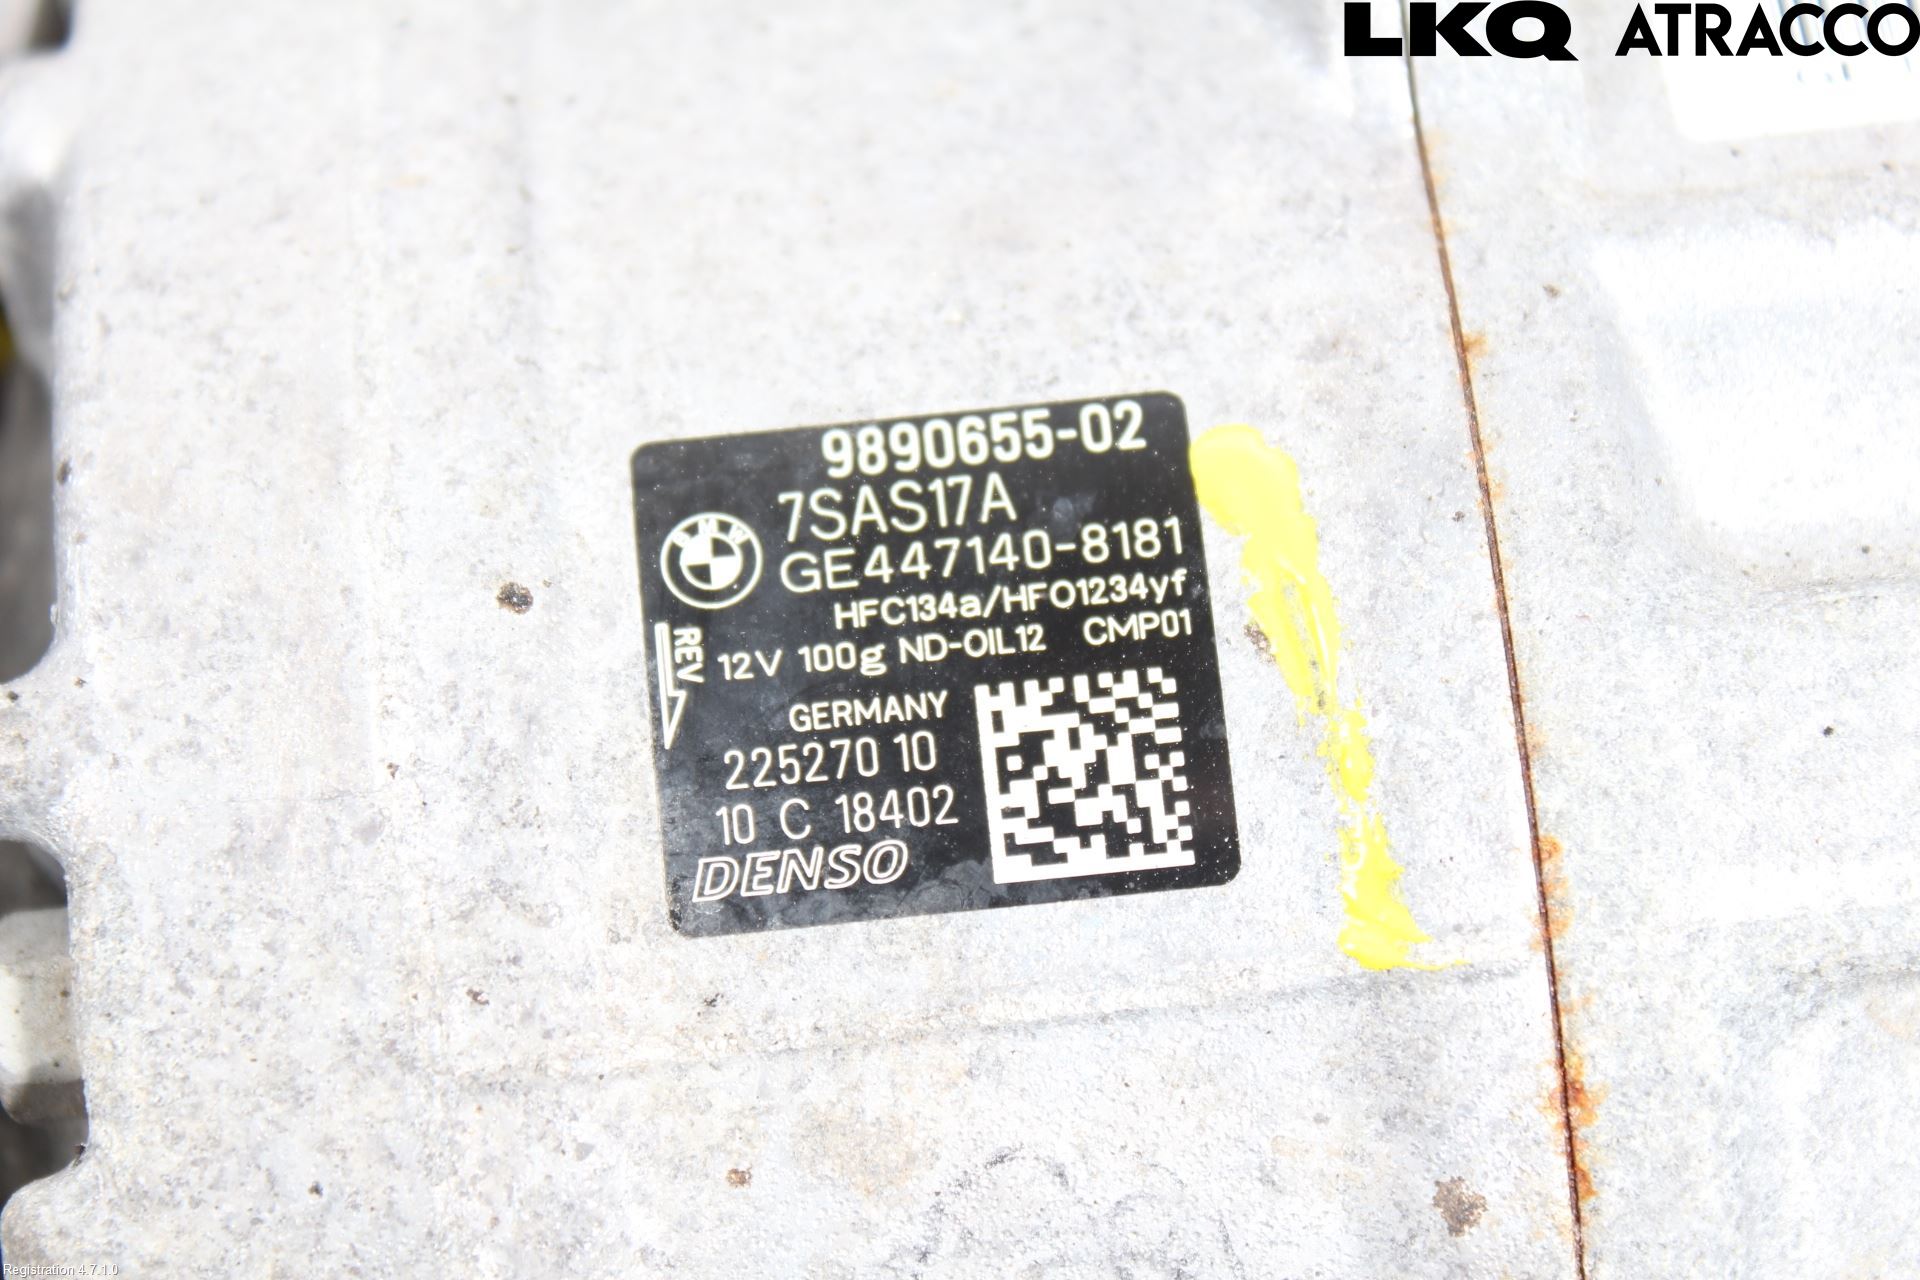 LKQ ATRACCO
9890655-02
7SAS17A
BMW
GE447140-8181
HFC134a/HFO1234yf
REV
12V 100g ND-OIL12 CMP01
GERMANY
225270 10
10 C 18402
DENSO
Registration 4.7.1.0